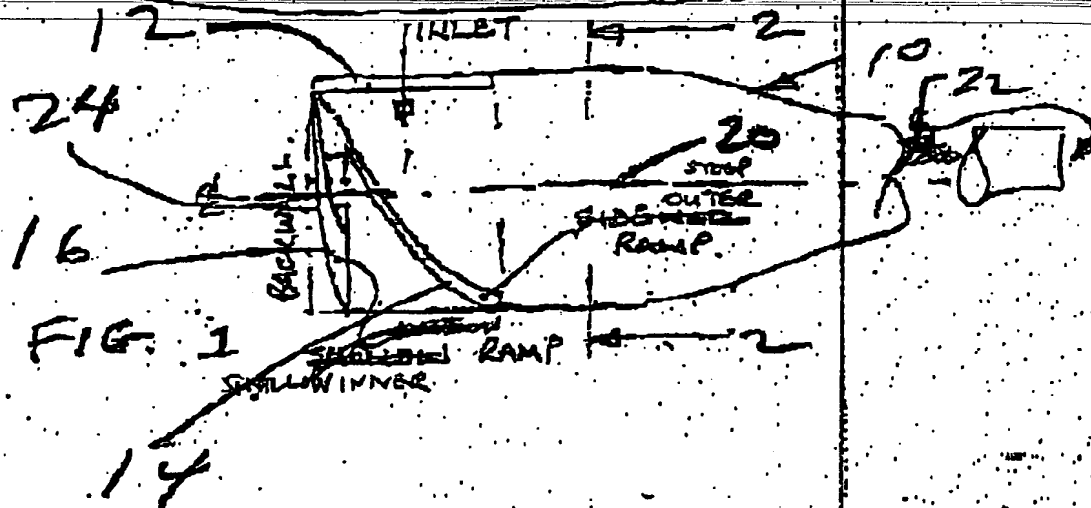 12
INLET
2
10
22
24
20
STEEP
OUTER
RAMP.
16
BACKWALL.
FIG. 1
RAMP
2
SHALLOW INNER
14